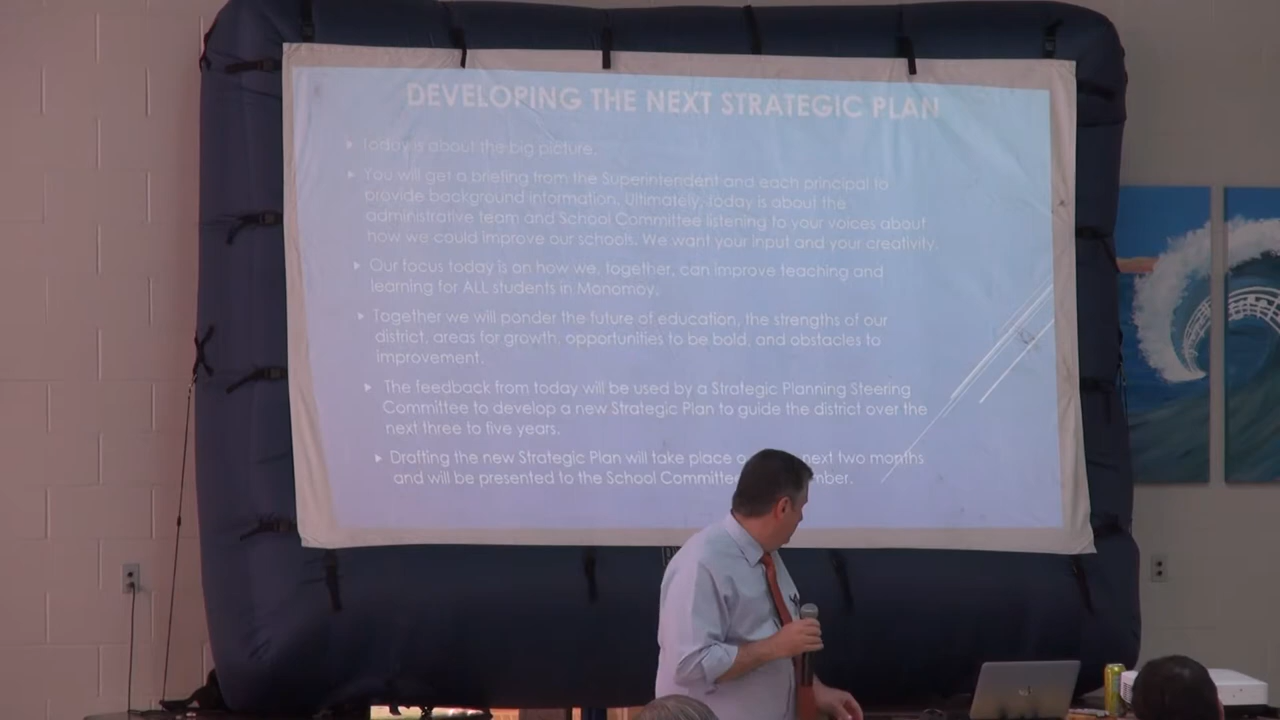 DEVELOPING THE NEXT STRATEGIC PLAN
Today is about the big picture.
You will get a briefing from the Superintendent and each principal to
provide background information. Ultimately, today is about the
administrative team and School Committee listening to your voices about
how we could improve our schools. We want your input and your creativity.
Our focus today is on how we, together, can improve teaching and
learning for ALL students in Monomoy.
Together we will ponder the future of education, the strengths of our
district, areas for growth, opportunities to be bold, and obstacles to
improvement.
The feedback from today will be used by a Strategic Planning Steering
Committee to develop a new Strategic Plan to guide the district over the
next three to five years.
Drafting the new Strategic Plan will take place next two months
and will be presented to the School Committee